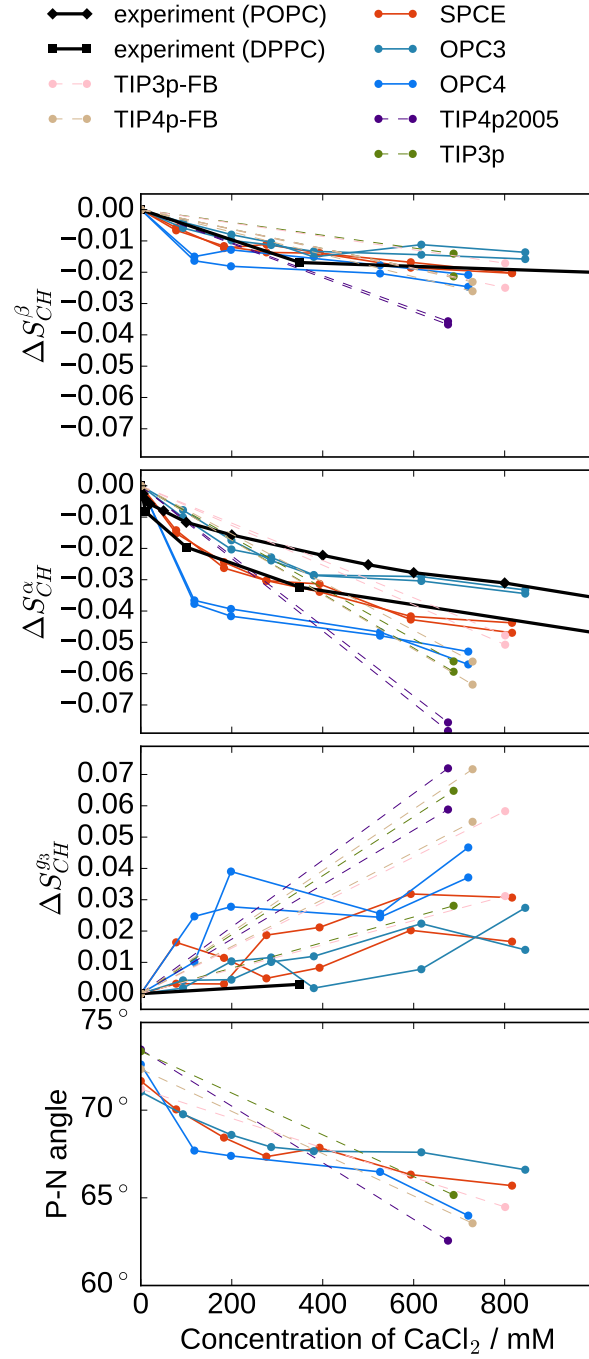 experiment (POPC)
experiment (DPPC)
TIP3p-FB
TIP4p-FB
SPCE
OPC3
OPC4
TIP4p2005
TIP3p
0.00
−0.01
−0.02
−0.03
−0.04
−0.05
−0.06
−0.07
ΔS^β_CH
0.00
−0.01
−0.02
−0.03
−0.04
−0.05
−0.06
−0.07
ΔS^α_CH
0.07
0.06
0.05
0.04
0.03
0.02
0.01
0.00
ΔS^g3_CH
75°
70°
65°
60°
P-N angle
0 200 400 600 800
Concentration of CaCl₂ / mM